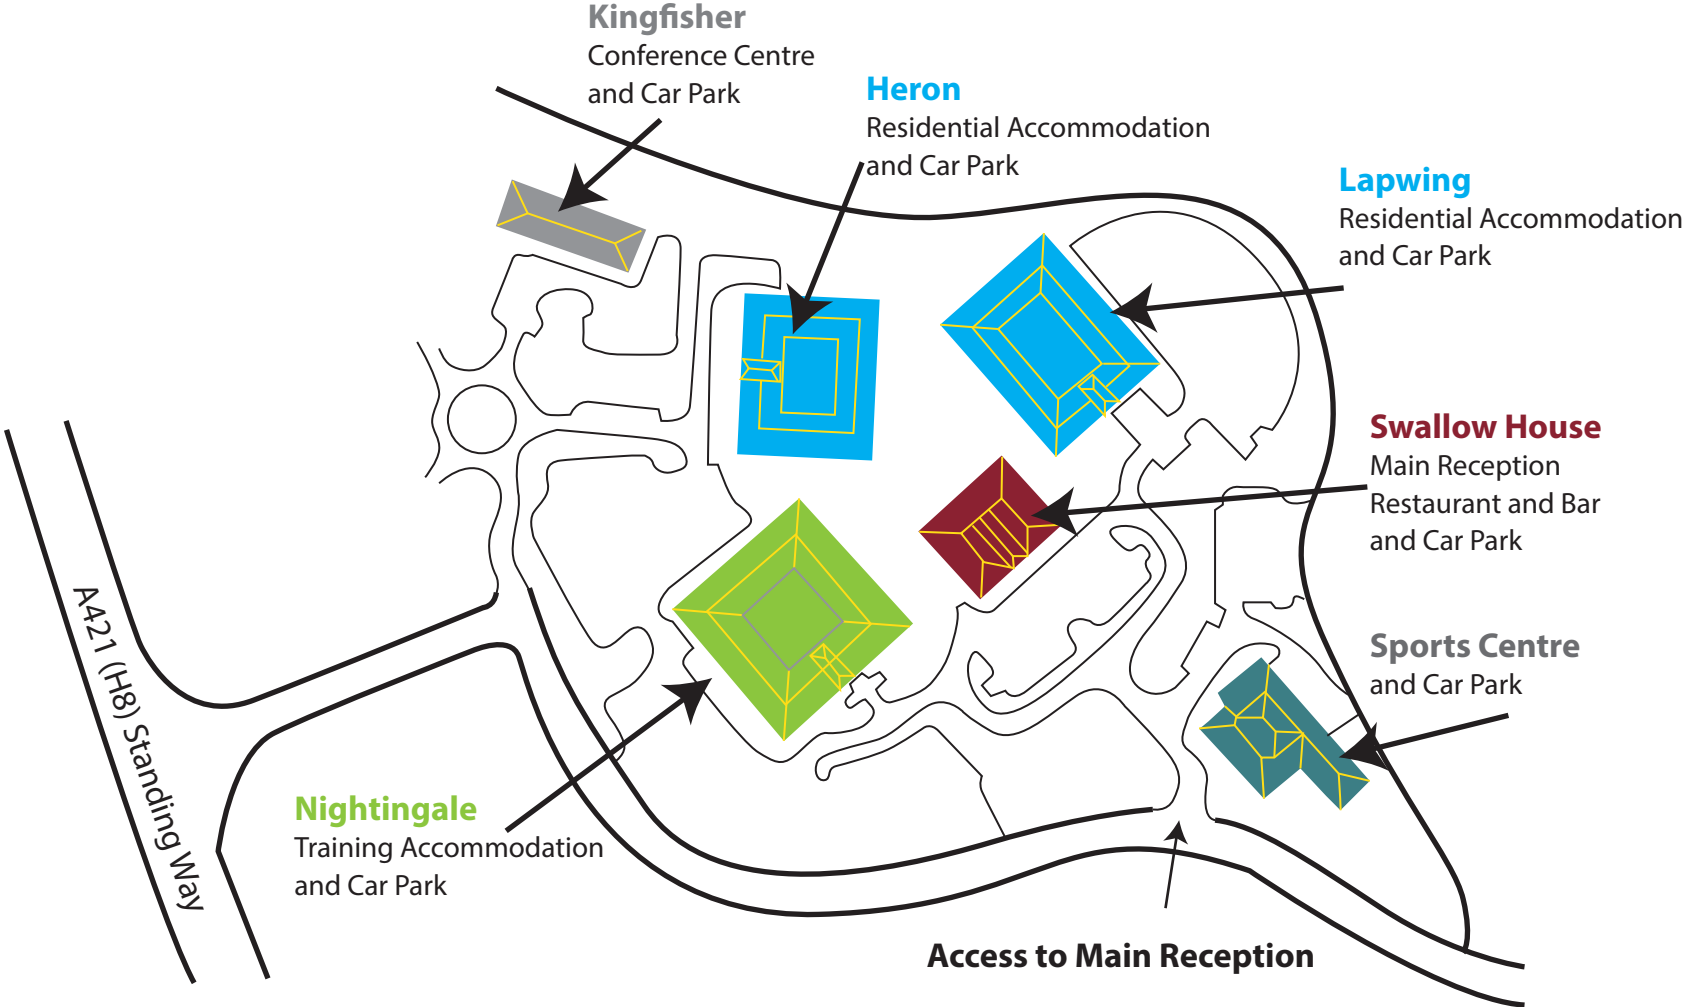 Kingfisher
Conference Centre
and Car Park
Heron
Residential Accommodation
and Car Park
Lapwing
Residential Accommodation
and Car Park
Swallow House
Main Reception
Restaurant and Bar
and Car Park
Sports Centre
and Car Park
A421 (H8) Standing Way
Nightingale
Training Accommodation
and Car Park
Access to Main Reception